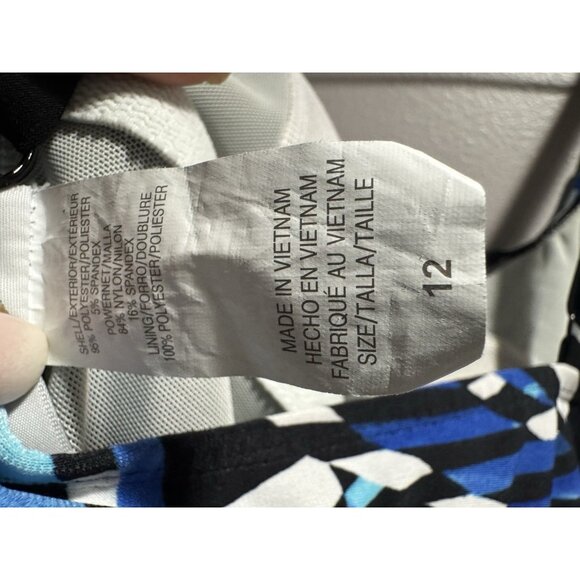 SHELL/EXTERIOR/EXTÉRIEUR
95% POLYESTER/POLIESTER
5% SPANDEX
POWERNET/MALLA
84% NYLON/NILON
16% SPANDEX
LINING/FORRO/DOUBLURE
100% POLYESTER/POLIESTER
MADE IN VIETNAM
HECHO EN VIETNAM
FABRIQUÉ AU VIETNAM
SIZE/TALLA/TAILLE
12